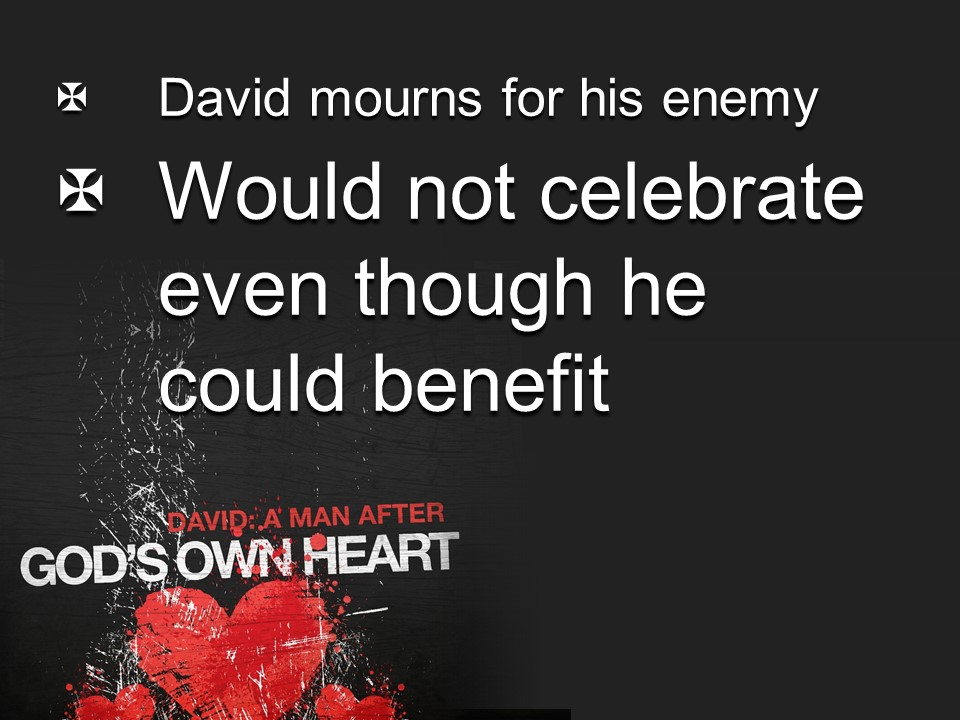 ✠ David mourns for his enemy
✠ Would not celebrate
even though he
could benefit
DAVID: A MAN AFTER
GOD'S OWN HEART